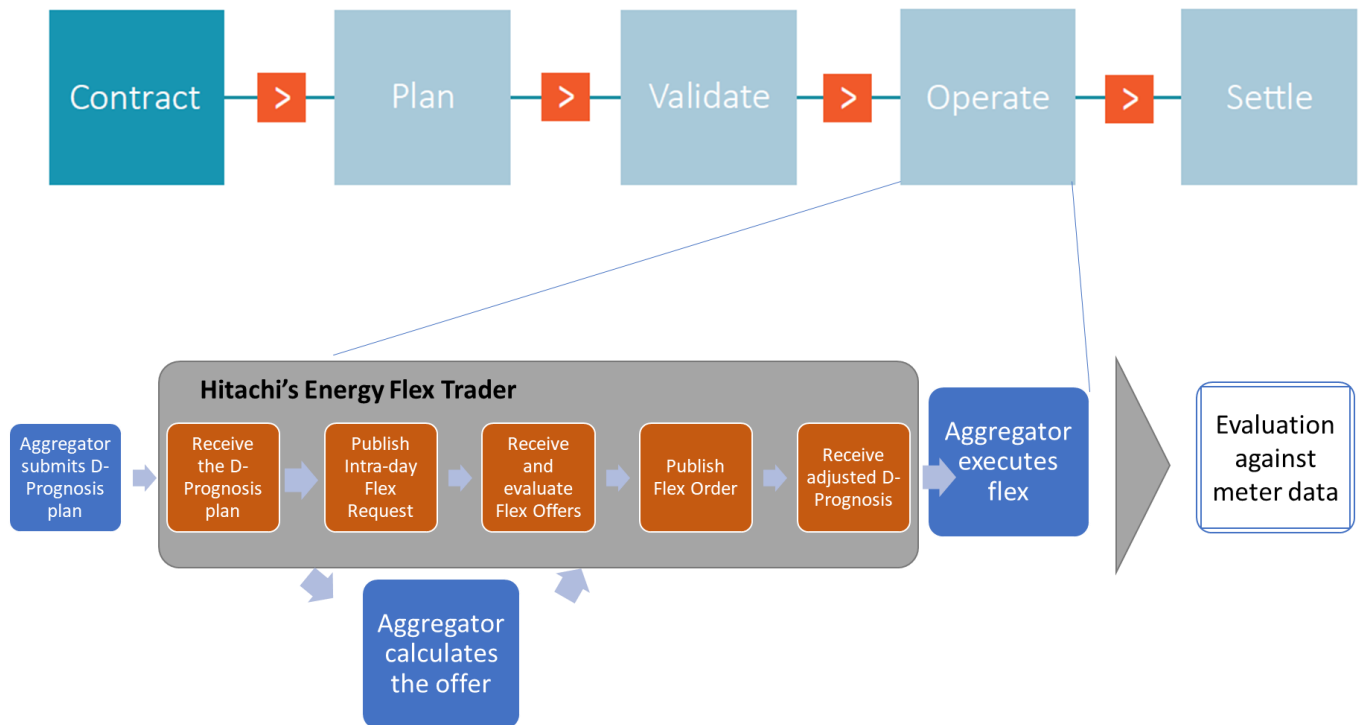 Contract
>
Plan
>
Validate
>
Operate
>
Settle
Hitachi's Energy Flex Trader
Aggregator
submits D-
Prognosis
plan
Receive
the D-
Prognosis
plan
Publish
Intra-day
Flex
Request
Receive
and
evaluate
Flex Offers
Publish
Flex Order
Receive
adjusted D-
Prognosis
Aggregator
executes
flex
Evaluation
against
meter data
Aggregator
calculates
the offer